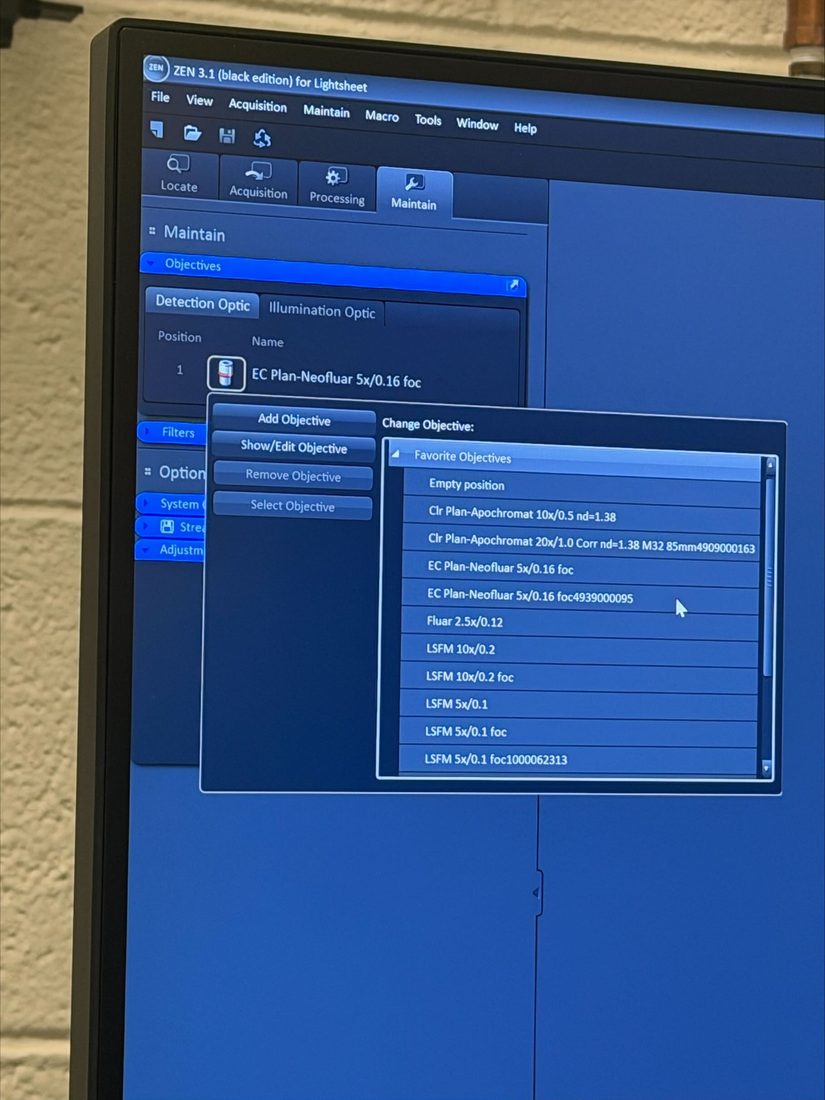 ZEN ZEN 3.1 (black edition) for Lightsheet
File View Acquisition Maintain Macro Tools Window Help
Locate Acquisition Processing Maintain
Maintain
Objectives
Detection Optic Illumination Optic
Position Name
1 EC Plan-Neofluar 5x/0.16 foc
Add Objective
Show/Edit Objective
Remove Objective
Select Objective
Change Objective:
Favorite Objectives
Empty position
Clr Plan-Apochromat 10x/0.5 nd=1.38
Clr Plan-Apochromat 20x/1.0 Corr nd=1.38 M32 85mm4909000163
EC Plan-Neofluar 5x/0.16 foc
EC Plan-Neofluar 5x/0.16 foc4939000095
Fluar 2.5x/0.12
LSFM 10x/0.2
LSFM 10x/0.2 foc
LSFM 5x/0.1
LSFM 5x/0.1 foc
LSFM 5x/0.1 foc1000062313
Filters
Option
System
Strea
Adjustm